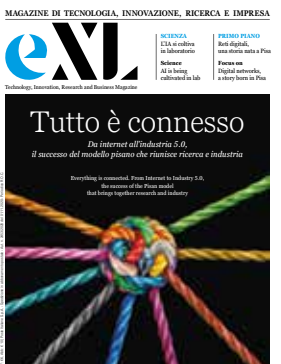 MAGAZINE DI TECNOLOGIA, INNOVAZIONE, RICERCA E IMPRESA
eXL
Technology, Innovation, Research and Business Magazine
SCIENZA
L'IA si coltiva
in laboratorio
Science
AI is being
cultivated in lab
PRIMO PIANO
Reti digitali,
una storia nata a Pisa
Focus on
Digital networks,
a story born in Pisa
Tutto è connesso
Da internet all'industria 5.0,
il successo del modello pisano che riunisce ricerca e industria
Everything is connected. From Internet to Industry 5.0,
the success of the Pisan model
that brings together research and industry